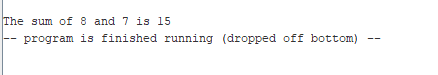 The sum of 8 and 7 is 15
-- program is finished running (dropped off bottom) --